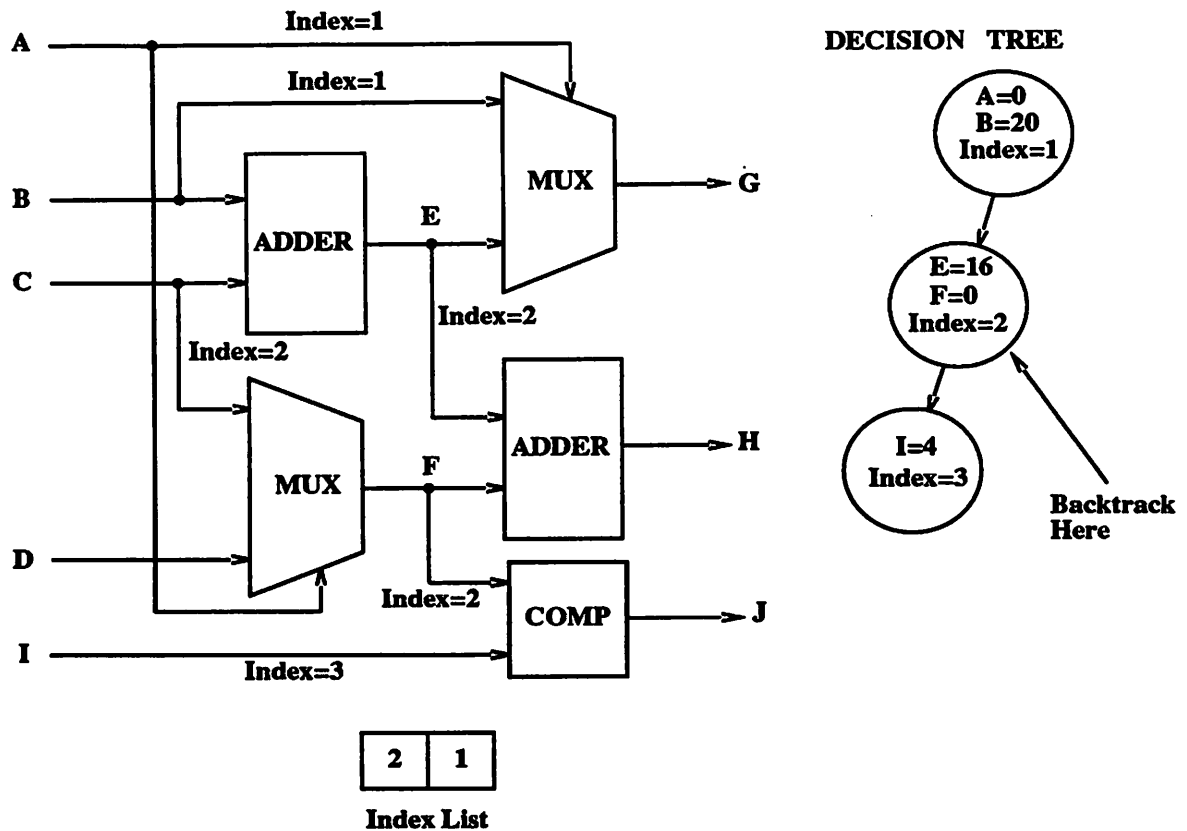 Index=1
A
DECISION TREE
Index=1
A=0
B=20
Index=1
MUX
G
B
E
ADDER
C
E=16
F=0
Index=2
Index=2
Index=2
ADDER
H
I=4
Index=3
F
MUX
Backtrack
Here
D
Index=2
COMP
J
I
Index=3
2 1
Index List